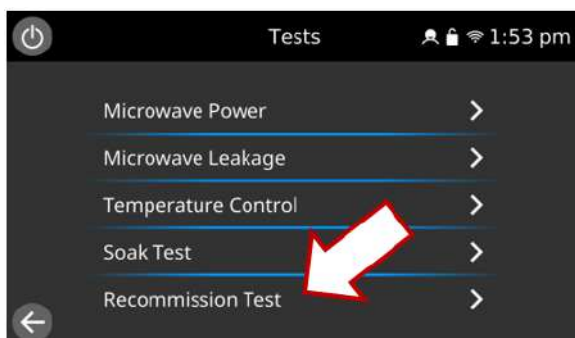 Tests 1:53 pm
Microwave Power
Microwave Leakage
Temperature Control
Soak Test
Recommission Test